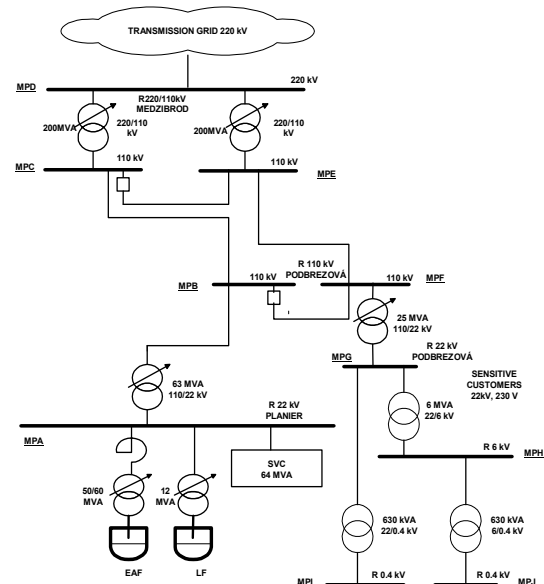 TRANSMISSION GRID 220 kV
220 kV
MPD
R220/110kV
MEDZIBROD
200MVA
220/110
kV
200MVA
220/110
kV
110 kV
110 kV
MPC
MPE
R 110 kV
PODBREZOVÁ
110 kV
110 kV
MPB
MPF
25 MVA
110/22 kV
R 22 kV
PODBREZOVÁ
MPG
SENSITIVE
CUSTOMERS
22kV, 230 V
63 MVA
110/22 kV
R 22 kV
PLANIER
6 MVA
22/6 kV
MPA
R 6 kV
MPH
SVC
64 MVA
50/60
MVA
12
MVA
630 kVA
22/0.4 kV
630 kVA
6/0.4 kV
EAF
LF
R 0.4 kV
R 0.4 kV